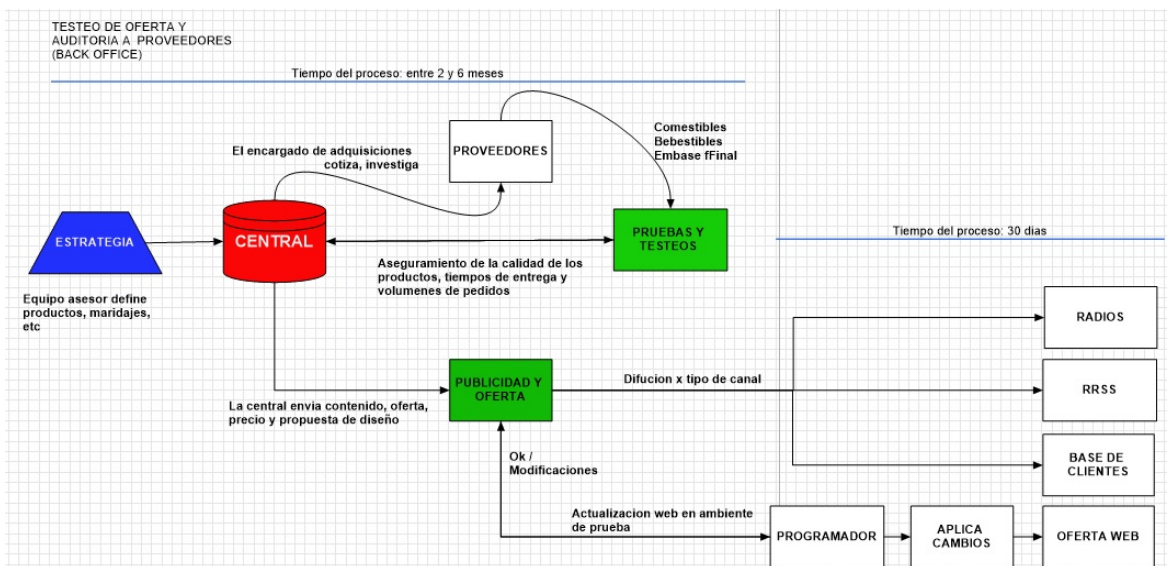 TESTEO DE OFERTA Y
AUDITORIA A PROVEEDORES
(BACK OFFICE)
Tiempo del proceso: entre 2 y 6 meses
El encargado de adquisiciones
cotiza, investiga
PROVEEDORES
Comestibles
Bebestibles
Embase fFinal
ESTRATEGIA
CENTRAL
PRUEBAS Y
TESTEOS
Tiempo del proceso: 30 dias
Equipo asesor define
productos, maridajes,
etc
Aseguramiento de la calidad de los
productos, tiempos de entrega y
volumenes de pedidos
RADIOS
PUBLICIDAD Y
OFERTA
Difucion x tipo de canal
RRSS
La central envia contenido, oferta,
precio y propuesta de diseño
BASE DE
CLIENTES
Ok /
Modificaciones
Actualizacion web en ambiente
de prueba
PROGRAMADOR
APLICA
CAMBIOS
OFERTA WEB